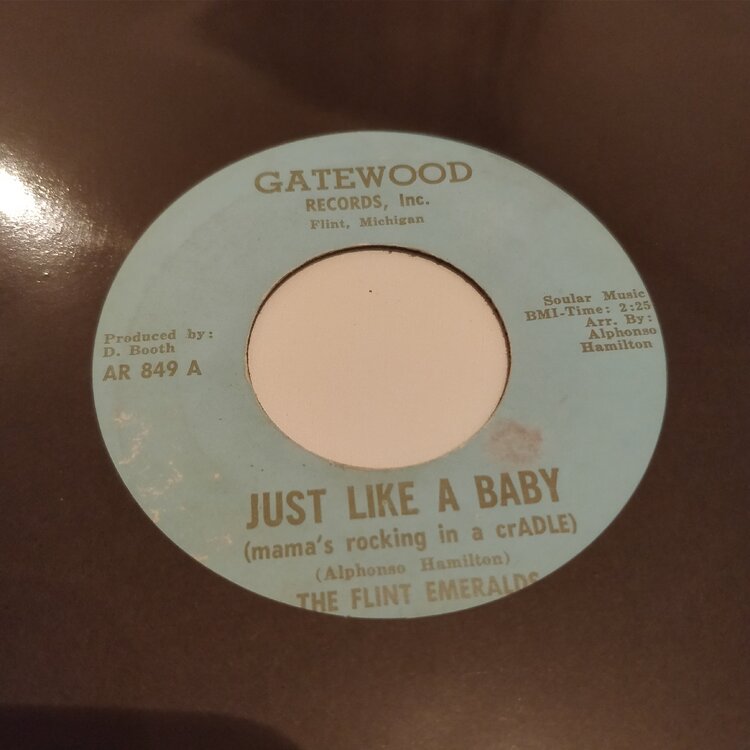 GATEWOOD
RECORDS, Inc.
Flint, Michigan
Soular Music
BMI-Time: 2:25
Arr. By:
Alphonso
Hamilton
Produced by:
D. Booth
AR 849 A
JUST LIKE A BABY
(mama's rocking in a crADLE)
(Alphonso Hamilton)
THE FLINT EMERALDS